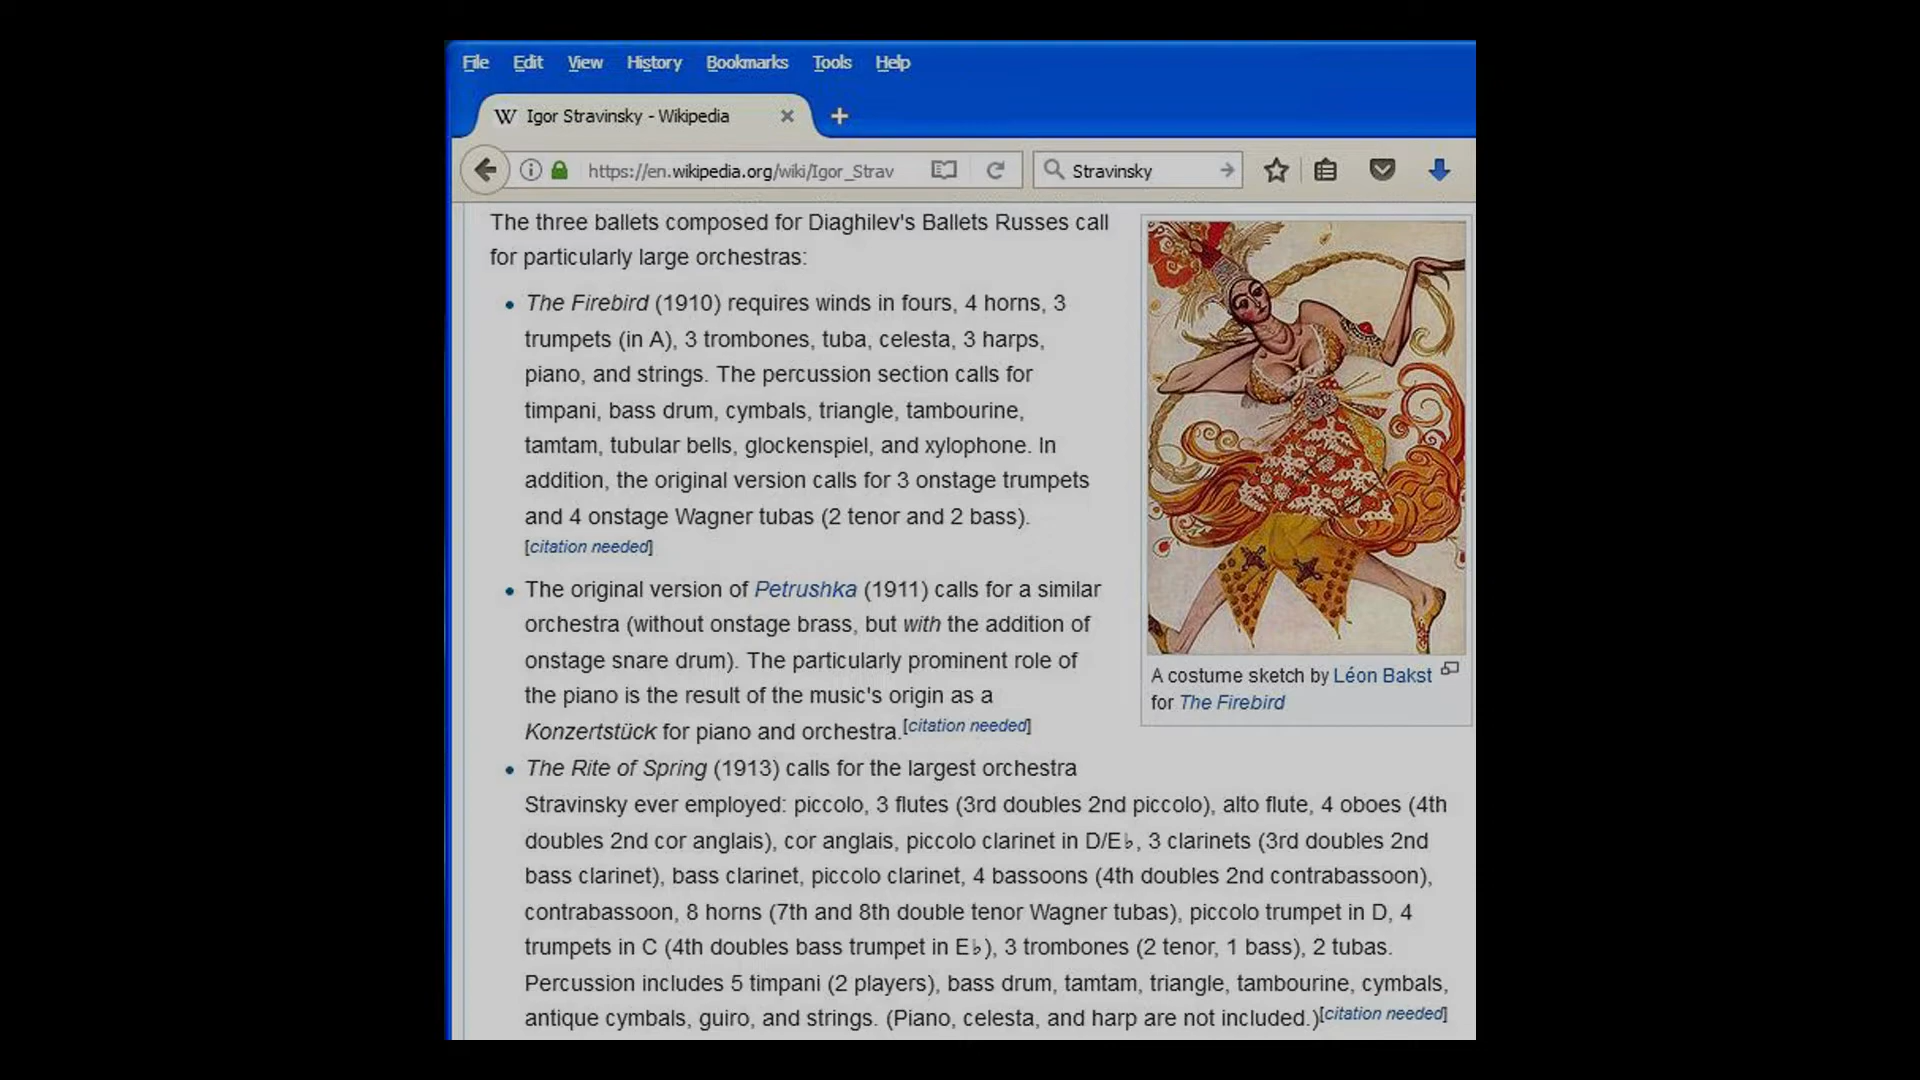 File Edit View History Bookmarks Tools Help
W Igor Stravinsky - Wikipedia
https://en.wikipedia.org/wiki/Igor_Strav
Stravinsky
The three ballets composed for Diaghilev's Ballets Russes call
for particularly large orchestras:
• The Firebird (1910) requires winds in fours, 4 horns, 3
trumpets (in A), 3 trombones, tuba, celesta, 3 harps,
piano, and strings. The percussion section calls for
timpani, bass drum, cymbals, triangle, tambourine,
tamtam, tubular bells, glockenspiel, and xylophone. In
addition, the original version calls for 3 onstage trumpets
and 4 onstage Wagner tubas (2 tenor and 2 bass).
[citation needed]
• The original version of Petrushka (1911) calls for a similar
orchestra (without onstage brass, but with the addition of
onstage snare drum). The particularly prominent role of
the piano is the result of the music's origin as a
Konzertstück for piano and orchestra.[citation needed]
• The Rite of Spring (1913) calls for the largest orchestra
Stravinsky ever employed: piccolo, 3 flutes (3rd doubles 2nd piccolo), alto flute, 4 oboes (4th
doubles 2nd cor anglais), cor anglais, piccolo clarinet in D/E♭, 3 clarinets (3rd doubles 2nd
bass clarinet), bass clarinet, piccolo clarinet, 4 bassoons (4th doubles 2nd contrabassoon),
contrabassoon, 8 horns (7th and 8th double tenor Wagner tubas), piccolo trumpet in D, 4
trumpets in C (4th doubles bass trumpet in E♭), 3 trombones (2 tenor, 1 bass), 2 tubas.
Percussion includes 5 timpani (2 players), bass drum, tamtam, triangle, tambourine, cymbals,
antique cymbals, guiro, and strings. (Piano, celesta, and harp are not included.)[citation needed]
A costume sketch by Léon Bakst
for The Firebird